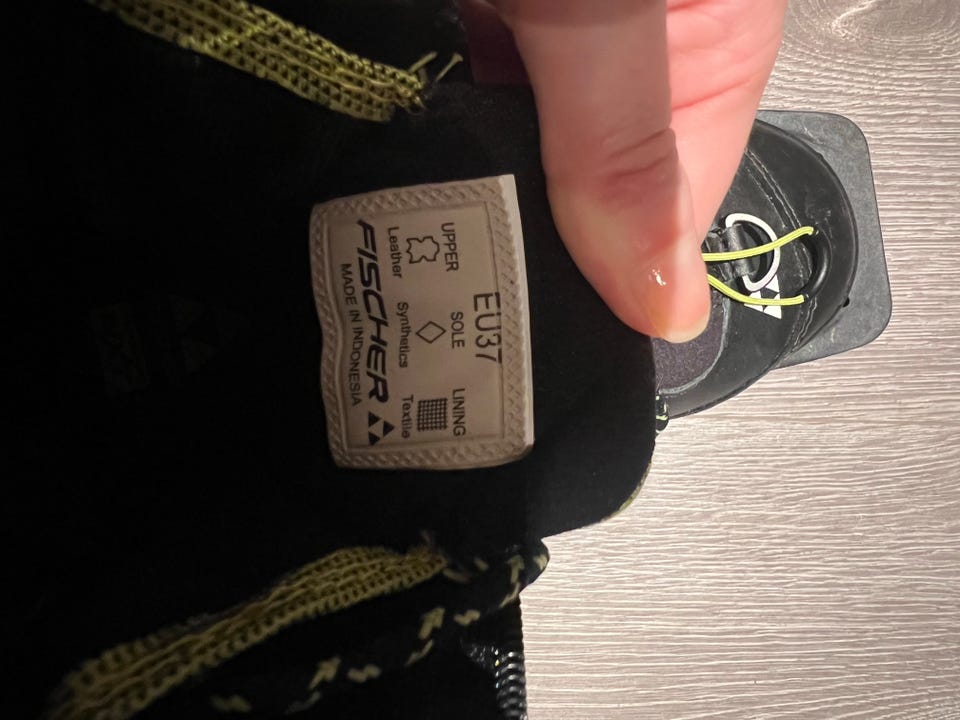 EU37
UPPER SOLE LINING
Leather Synthetics Textile
FISCHER
MADE IN INDONESIA